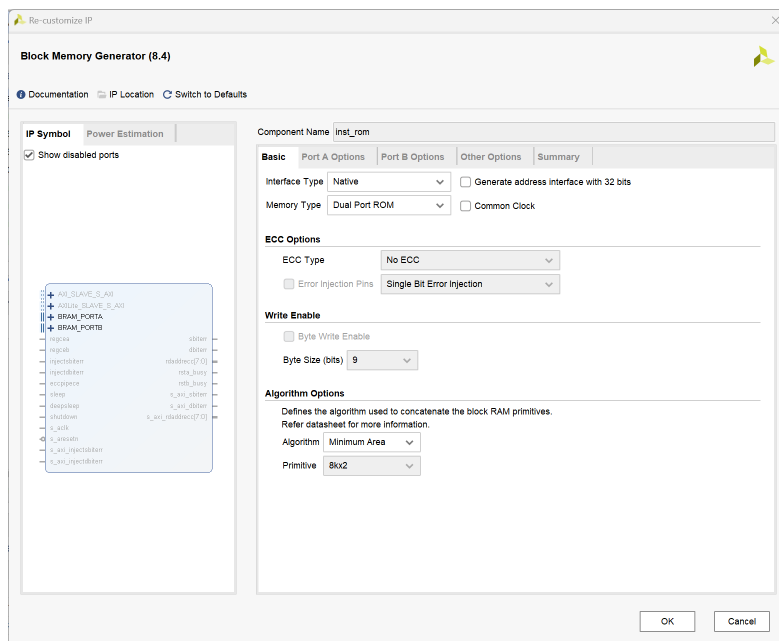 Re-customize IP
Block Memory Generator (8.4)
Documentation IP Location Switch to Defaults
IP Symbol Power Estimation
Show disabled ports
AXI_SLAVE_S_AXI
AXILite_SLAVE_S_AXI
BRAM_PORTA
BRAM_PORTB
regcea sbiterr
regceb dbiterr
injectsbiterr rdaddrecc[7:0]
injectdbiterr rsta_busy
eccpipece rstb_busy
sleep s_axi_sbiterr
deepsleep s_axi_dbiterr
shutdown s_axi_rdaddrecc[7:0]
s_aclk
s_aresetn
s_axi_injectsbiterr
s_axi_injectdbiterr
Component Name inst_rom
Basic Port A Options Port B Options Other Options Summary
Interface Type Native Generate address interface with 32 bits
Memory Type Dual Port ROM Common Clock
ECC Options
ECC Type No ECC
Error Injection Pins Single Bit Error Injection
Write Enable
Byte Write Enable
Byte Size (bits) 9
Algorithm Options
Defines the algorithm used to concatenate the block RAM primitives.
Refer datasheet for more information.
Algorithm Minimum Area
Primitive 8kx2
OK Cancel